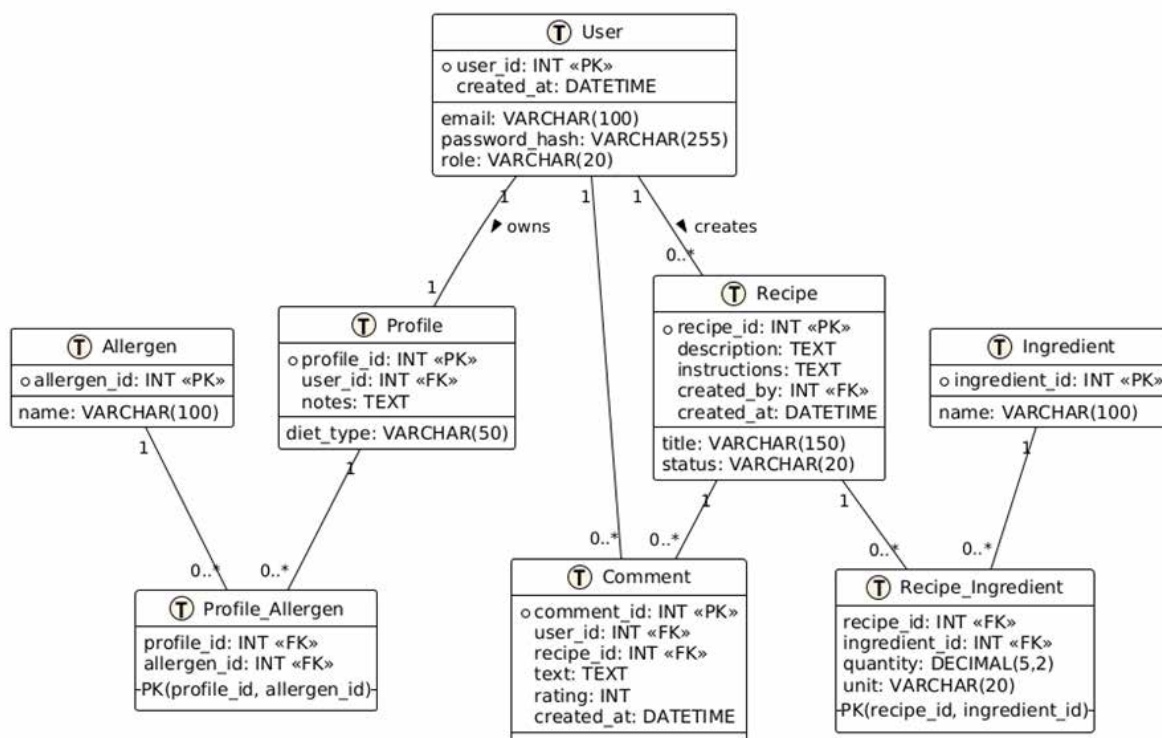 T User
user_id: INT «PK»
created_at: DATETIME
email: VARCHAR(100)
password_hash: VARCHAR(255)
role: VARCHAR(20)
1
1
1
owns
creates
1
0..*
T Allergen
allergen_id: INT «PK»
name: VARCHAR(100)
1
T Profile
profile_id: INT «PK»
user_id: INT «FK»
notes: TEXT
diet_type: VARCHAR(50)
1
T Recipe
recipe_id: INT «PK»
description: TEXT
instructions: TEXT
created_by: INT «FK»
created_at: DATETIME
title: VARCHAR(150)
status: VARCHAR(20)
1
1
T Ingredient
ingredient_id: INT «PK»
name: VARCHAR(100)
1
0..*
0..*
0..*
0..*
0..*
0..*
T Profile_Allergen
profile_id: INT «FK»
allergen_id: INT «FK»
PK(profile_id, allergen_id)
T Comment
comment_id: INT «PK»
user_id: INT «FK»
recipe_id: INT «FK»
text: TEXT
rating: INT
created_at: DATETIME
T Recipe_Ingredient
recipe_id: INT «FK»
ingredient_id: INT «FK»
quantity: DECIMAL(5,2)
unit: VARCHAR(20)
PK(recipe_id, ingredient_id)